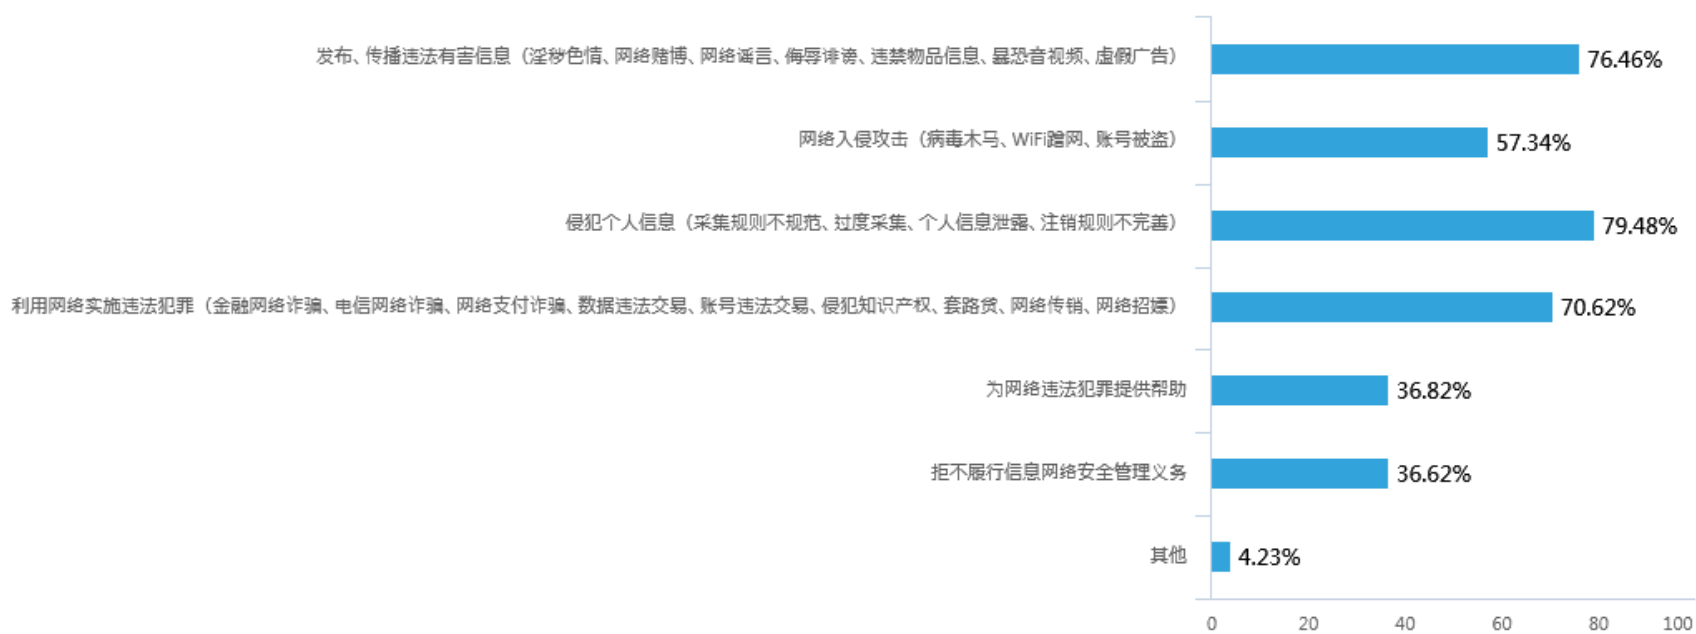 发布、传播违法有害信息（淫秽色情、网络赌博、网络谣言、侮辱诽谤、违禁物品信息、暴恐音视频、虚假广告） 76.46%
网络入侵攻击（病毒木马、WiFi蹭网、账号被盗） 57.34%
侵犯个人信息（采集规则不规范、过度采集、个人信息泄露、注销规则不完善） 79.48%
利用网络实施违法犯罪（金融网络诈骗、电信网络诈骗、网络支付诈骗、数据违法交易、账号违法交易、侵犯知识产权、套路贷、网络传销、网络招嫖） 70.62%
为网络违法犯罪提供帮助 36.82%
拒不履行信息网络安全管理义务 36.62%
其他 4.23%
0 20 40 60 80 100